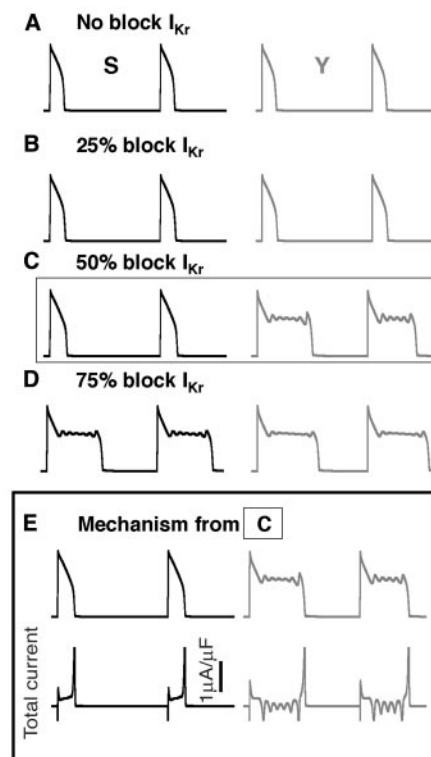 A No block I_Kr
S Y
B 25% block I_Kr
C 50% block I_Kr
D 75% block I_Kr
E Mechanism from C
Total current
1µA/µF